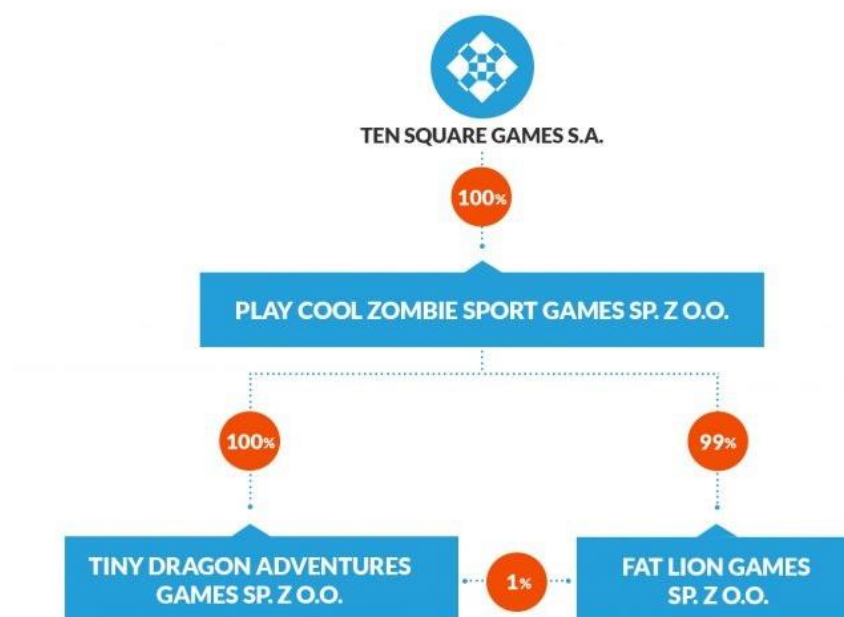 TEN SQUARE GAMES S.A.
100%
PLAY COOL ZOMBIE SPORT GAMES SP. Z O.O.
100%
99%
TINY DRAGON ADVENTURES
GAMES SP. Z O.O.
1%
FAT LION GAMES
SP. Z O.O.